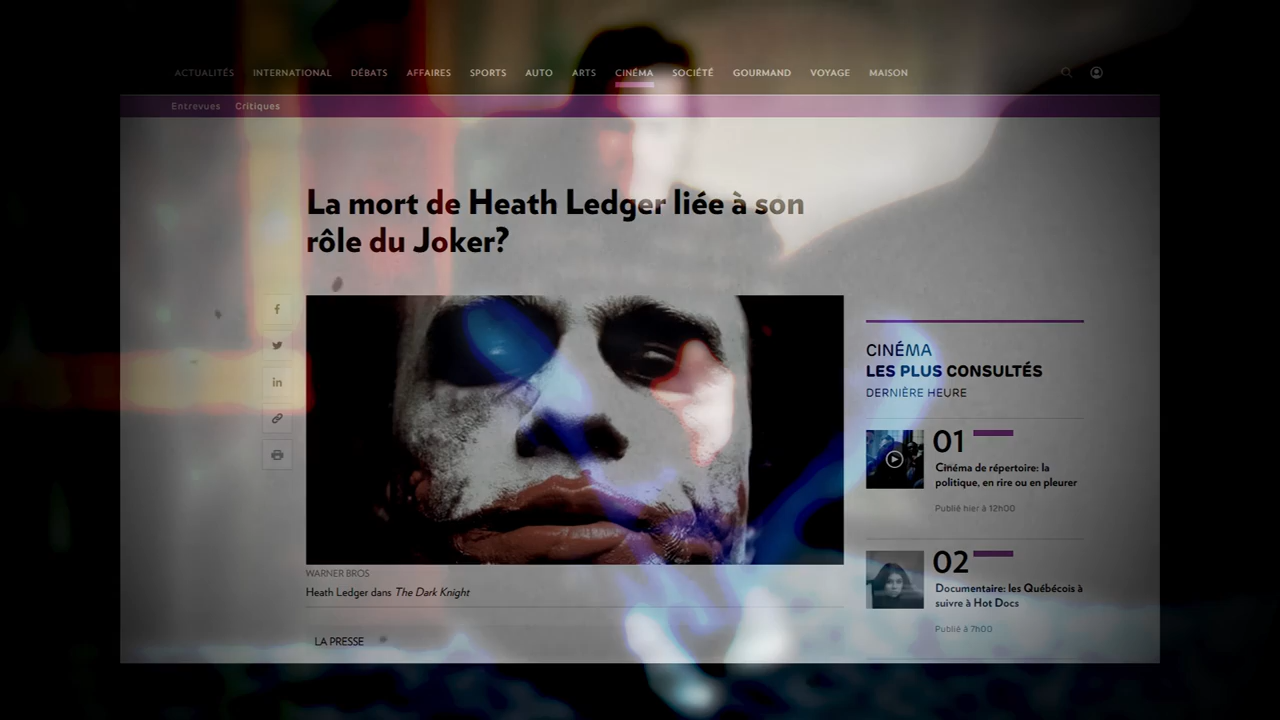 ACTUALITÉS INTERNATIONAL DÉBATS AFFAIRES SPORTS AUTO ARTS CINÉMA SOCIÉTÉ GOURMAND VOYAGE MAISON
Entrevues Critiques
La mort de Heath Ledger liée à son
rôle du Joker?
WARNER BROS
Heath Ledger dans The Dark Knight
LA PRESSE
CINÉMA
LES PLUS CONSULTÉS
DERNIÈRE HEURE
01
Cinéma de répertoire: la
politique, en rire ou en pleurer
Publié hier à 12h00
02
Documentaire: les Québécois à
suivre à Hot Docs
Publié à 7h00